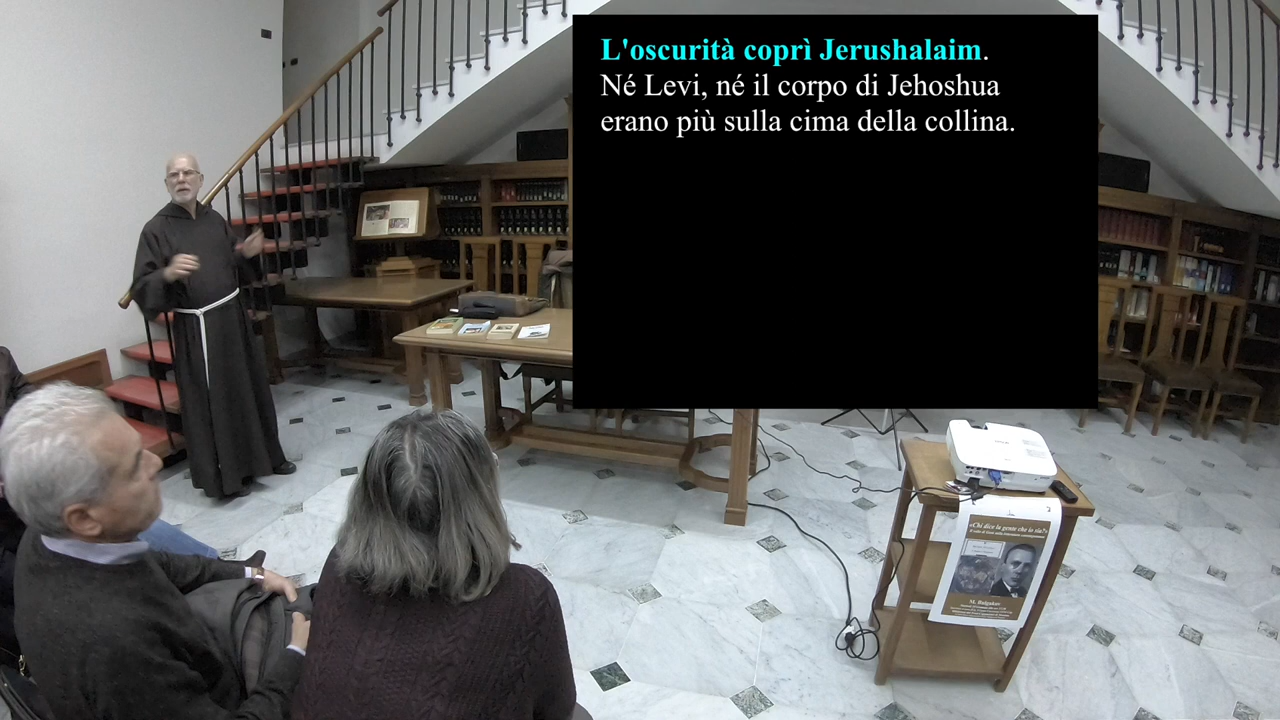 L'oscurità coprì Jerushalaim.
Né Levi, né il corpo di Jehoshua
erano più sulla cima della collina.
«Chi dice la gente che io sia?»
M. Bulgakov